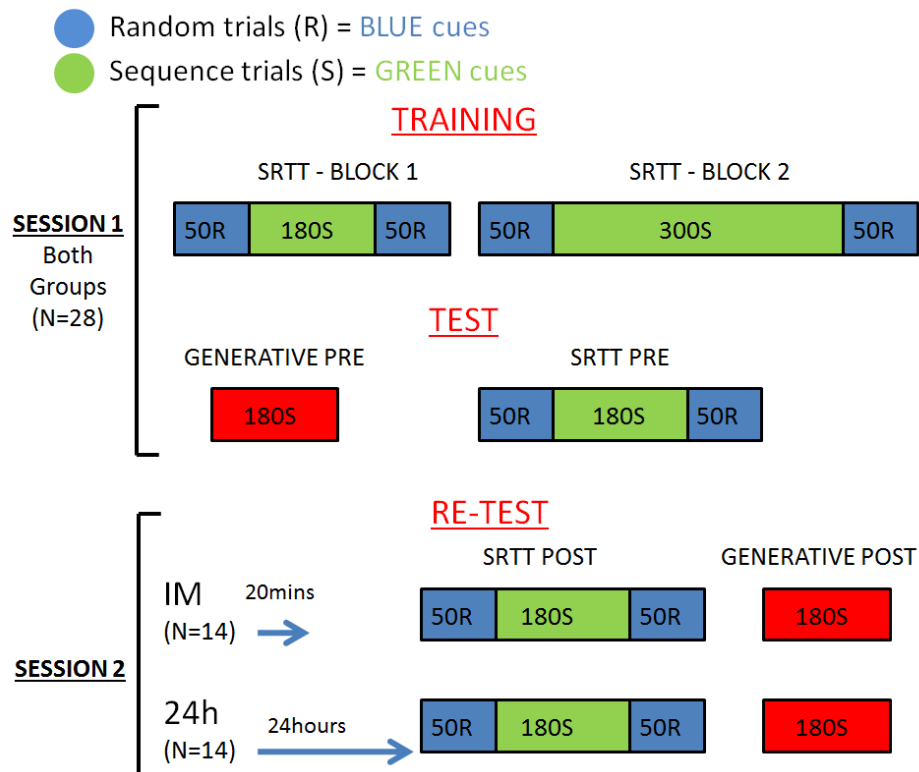 Random trials (R) = BLUE cues
Sequence trials (S) = GREEN cues
TRAINING
SRTT - BLOCK 1
SRTT - BLOCK 2
SESSION 1
Both
Groups
(N=28)
50R 180S 50R
50R 300S 50R
TEST
GENERATIVE PRE
SRTT PRE
180S
50R 180S 50R
RE-TEST
SRTT POST
GENERATIVE POST
SESSION 2
IM
(N=14)
20mins
50R 180S 50R
180S
24h
(N=14)
24hours
50R 180S 50R
180S